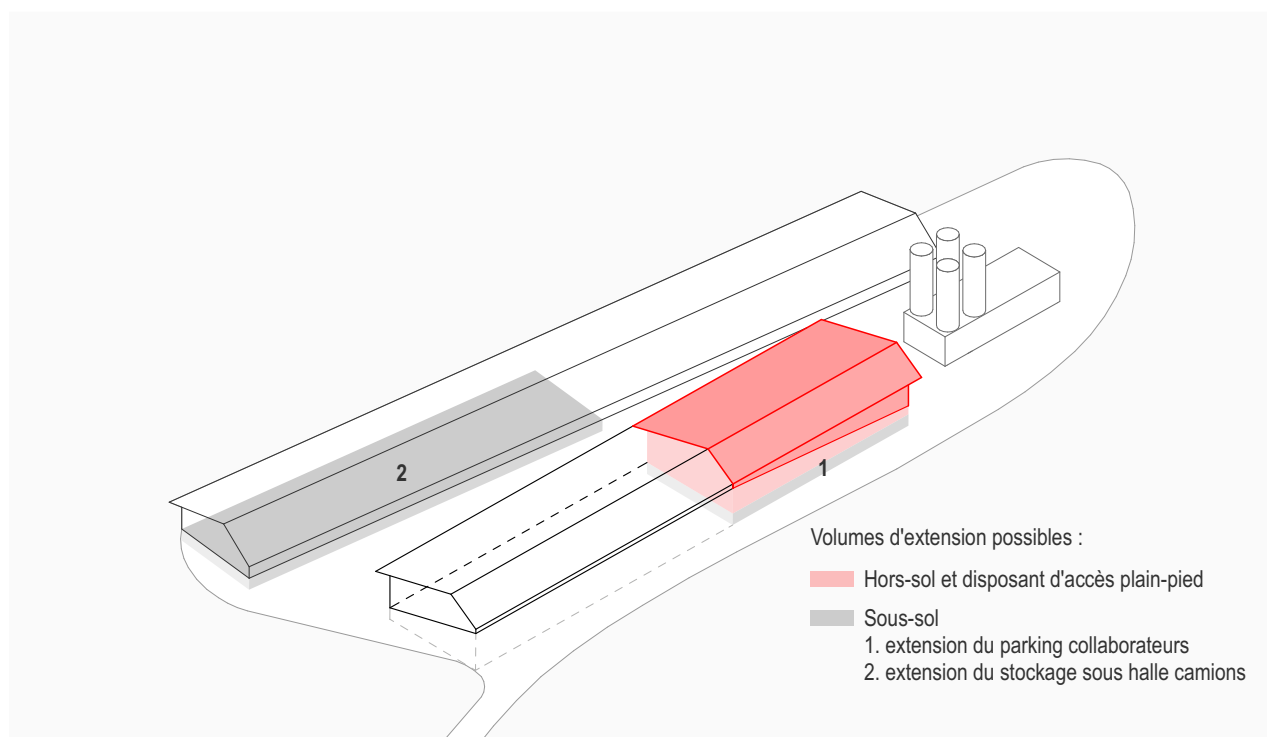 2
1
Volumes d'extension possibles :
Hors-sol et disposant d'accès plain-pied
Sous-sol
1. extension du parking collaborateurs
2. extension du stockage sous halle camions